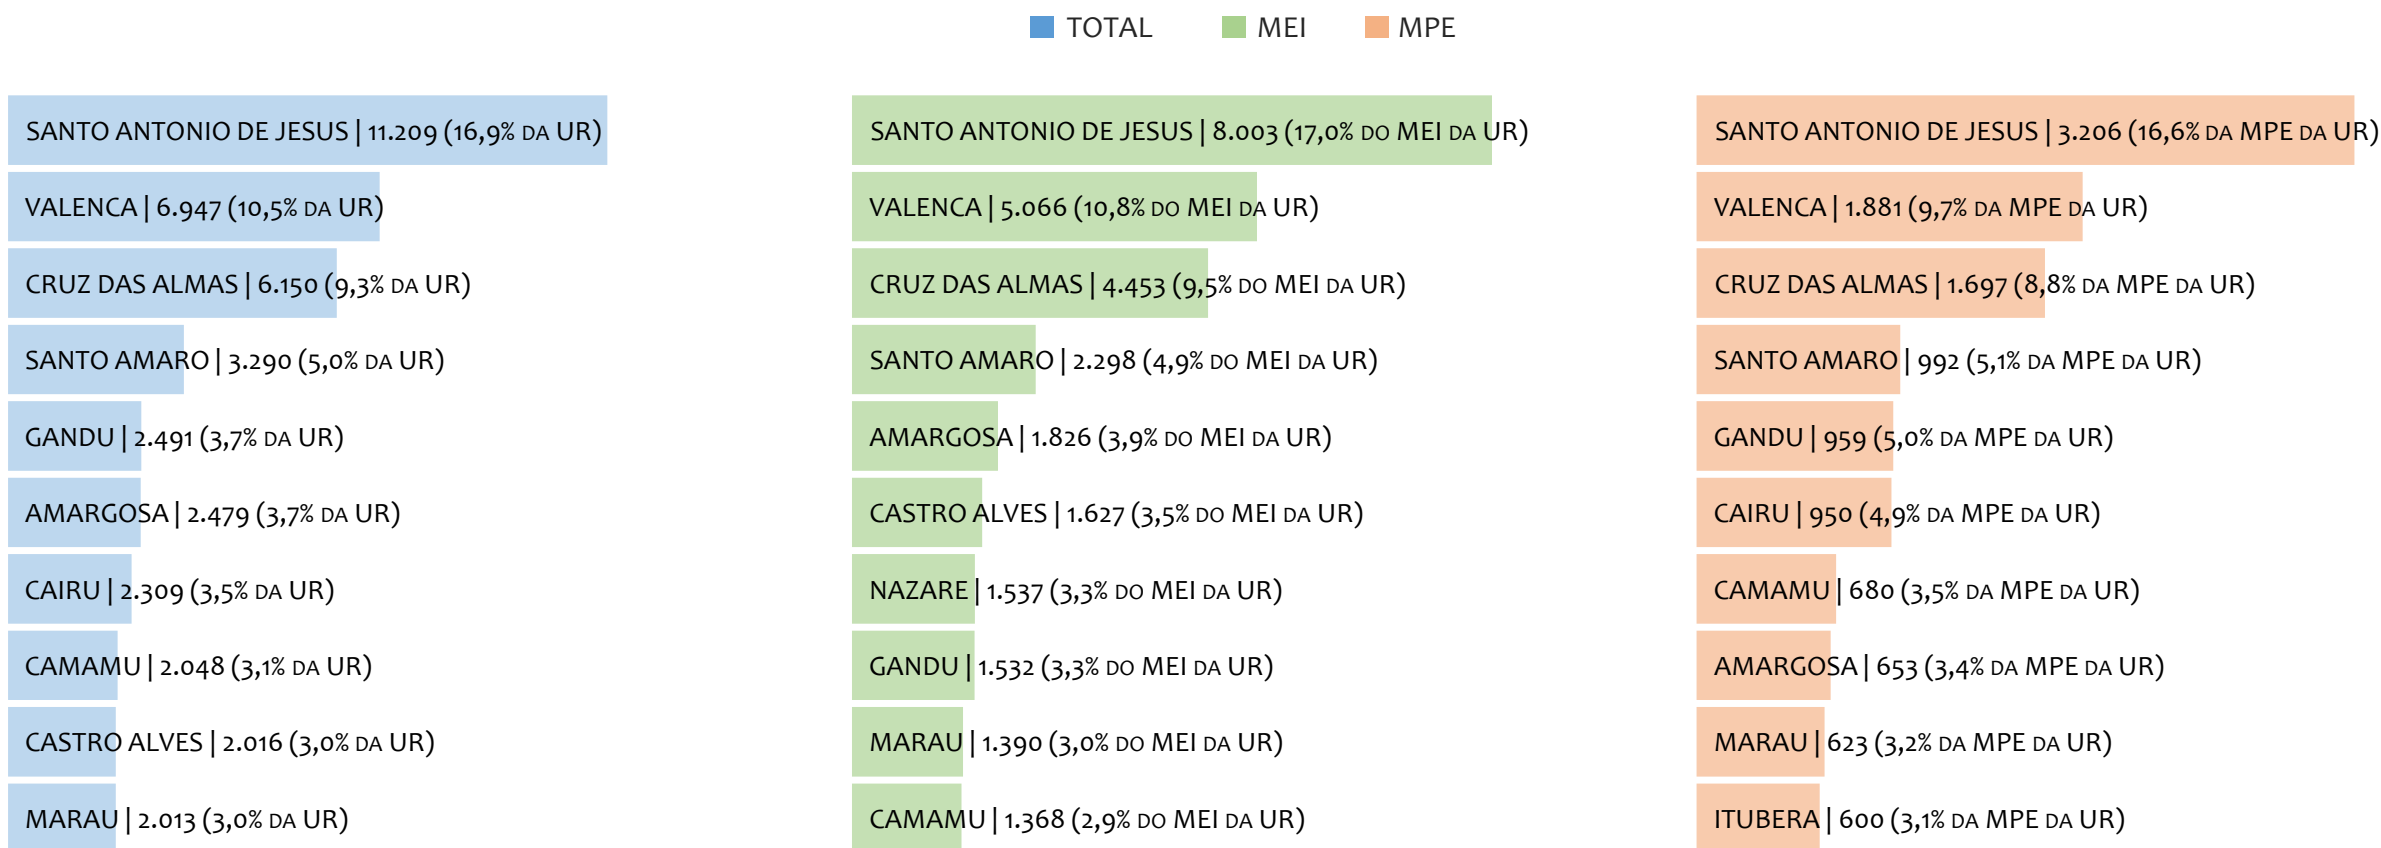 TOTAL MEI MPE
SANTO ANTONIO DE JESUS | 11.209 (16,9% DA UR)
VALENCA | 6.947 (10,5% DA UR)
CRUZ DAS ALMAS | 6.150 (9,3% DA UR)
SANTO AMARO | 3.290 (5,0% DA UR)
GANDU | 2.491 (3,7% DA UR)
AMARGOSA | 2.479 (3,7% DA UR)
CAIRU | 2.309 (3,5% DA UR)
CAMAMU | 2.048 (3,1% DA UR)
CASTRO ALVES | 2.016 (3,0% DA UR)
MARAU | 2.013 (3,0% DA UR)
SANTO ANTONIO DE JESUS | 8.003 (17,0% DO MEI DA UR)
VALENCA | 5.066 (10,8% DO MEI DA UR)
CRUZ DAS ALMAS | 4.453 (9,5% DO MEI DA UR)
SANTO AMARO | 2.298 (4,9% DO MEI DA UR)
AMARGOSA | 1.826 (3,9% DO MEI DA UR)
CASTRO ALVES | 1.627 (3,5% DO MEI DA UR)
NAZARE | 1.537 (3,3% DO MEI DA UR)
GANDU | 1.532 (3,3% DO MEI DA UR)
MARAU | 1.390 (3,0% DO MEI DA UR)
CAMAMU | 1.368 (2,9% DO MEI DA UR)
SANTO ANTONIO DE JESUS | 3.206 (16,6% DA MPE DA UR)
VALENCA | 1.881 (9,7% DA MPE DA UR)
CRUZ DAS ALMAS | 1.697 (8,8% DA MPE DA UR)
SANTO AMARO | 992 (5,1% DA MPE DA UR)
GANDU | 959 (5,0% DA MPE DA UR)
CAIRU | 950 (4,9% DA MPE DA UR)
CAMAMU | 680 (3,5% DA MPE DA UR)
AMARGOSA | 653 (3,4% DA MPE DA UR)
MARAU | 623 (3,2% DA MPE DA UR)
ITUBERA | 600 (3,1% DA MPE DA UR)